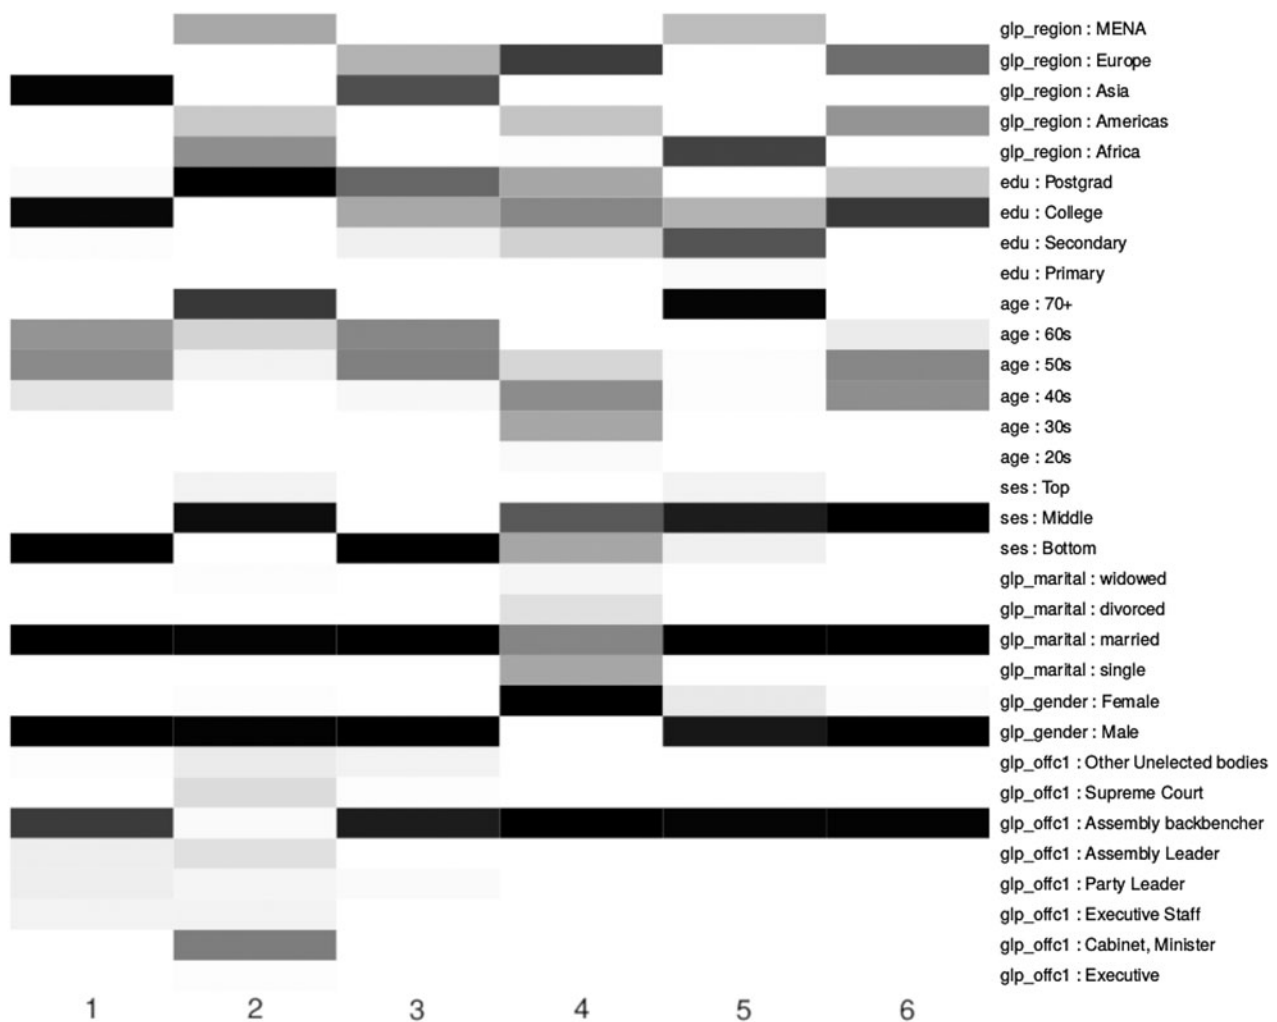 glp_region : MENA
glp_region : Europe
glp_region : Asia
glp_region : Americas
glp_region : Africa
edu : Postgrad
edu : College
edu : Secondary
edu : Primary
age : 70+
age : 60s
age : 50s
age : 40s
age : 30s
age : 20s
ses : Top
ses : Middle
ses : Bottom
glp_marital : widowed
glp_marital : divorced
glp_marital : married
glp_marital : single
glp_gender : Female
glp_gender : Male
glp_offc1 : Other Unelected bodies
glp_offc1 : Supreme Court
glp_offc1 : Assembly backbencher
glp_offc1 : Assembly Leader
glp_offc1 : Party Leader
glp_offc1 : Executive Staff
glp_offc1 : Cabinet, Minister
glp_offc1 : Executive
1 2 3 4 5 6